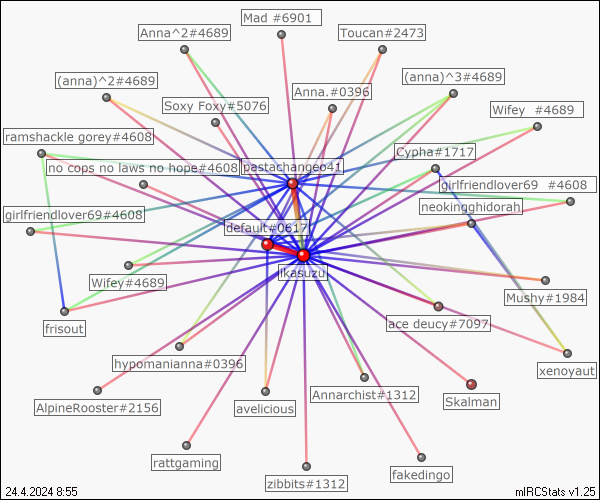 Mad #6901
Anna^2#4689
Toucan#2473
(anna)^2#4689
(anna)^3#4689
Anna.#0396
Soxy Foxy#5076
Wifey  #4689
ramshackle gorey#4608
Cypha#1717
no cops no laws no hope#4608
pastachangeo41
girlfriendlover69  #4608
neokingghidorah
girlfriendlover69#4608
default#0617
ikasuzu
Wifey#4689
Mushy#1984
frisout
ace deucy#7097
hypomanianna#0396
xenoyaut
Annarchist#1312
Skalman
AlpineRooster#2156
avelicious
rattgaming
fakedingo
zibbits#1312
24.4.2024 8:55
mIRCStats v1.25